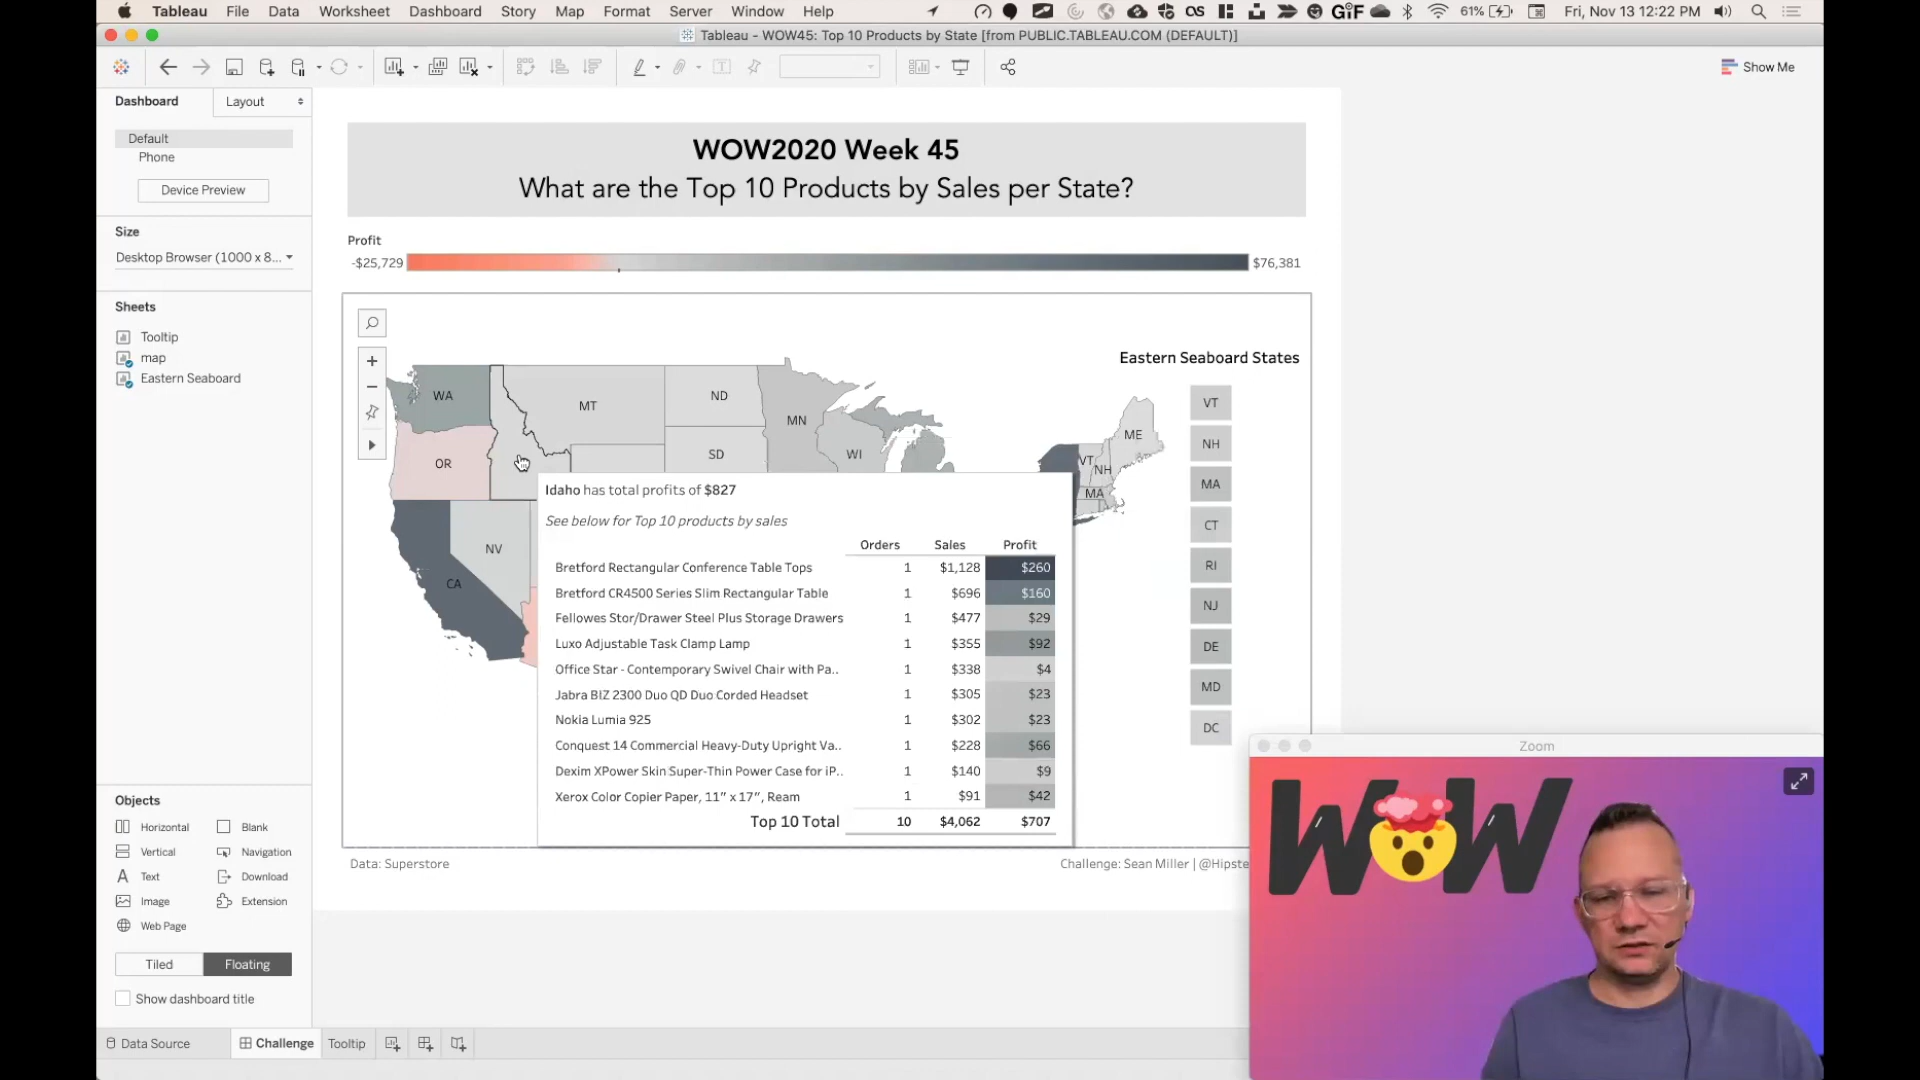 Tableau File Data Worksheet Dashboard Story Map Format Server Window Help
OS GIF 61% Fri, Nov 13 12:22 PM
Tableau - WOW45: Top 10 Products by State [from PUBLIC.TABLEAU.COM (DEFAULT)]
Show Me
Dashboard Layout
Default
Phone
Device Preview
Size
Desktop Browser (1000 x 8...
Sheets
Tooltip
map
Eastern Seaboard
Objects
Horizontal Blank
Vertical Navigation
Text Download
Image Extension
Web Page
Tiled Floating
Show dashboard title
WOW2020 Week 45
What are the Top 10 Products by Sales per State?
Profit
-$25,729 $76,381
Eastern Seaboard States
WA
MT
ND
MN
OR
SD
WI
NV
CA
ME
VT
NH
MA
VT
NH
MA
CT
RI
NJ
DE
MD
DC
Idaho has total profits of $827
See below for Top 10 products by sales
Orders Sales Profit
Bretford Rectangular Conference Table Tops 1 $1,128 $260
Bretford CR4500 Series Slim Rectangular Table 1 $696 $160
Fellowes Stor/Drawer Steel Plus Storage Drawers 1 $477 $29
Luxo Adjustable Task Clamp Lamp 1 $355 $92
Office Star - Contemporary Swivel Chair with Pa.. 1 $338 $4
Jabra BIZ 2300 Duo QD Duo Corded Headset 1 $305 $23
Nokia Lumia 925 1 $302 $23
Conquest 14 Commercial Heavy-Duty Upright Va.. 1 $228 $66
Dexim XPower Skin Super-Thin Power Case for iP.. 1 $140 $9
Xerox Color Copier Paper, 11" x 17", Ream 1 $91 $42
Top 10 Total 10 $4,062 $707
Data: Superstore
Challenge: Sean Miller | @Hipste
Zoom
WOW
Data Source Challenge Tooltip